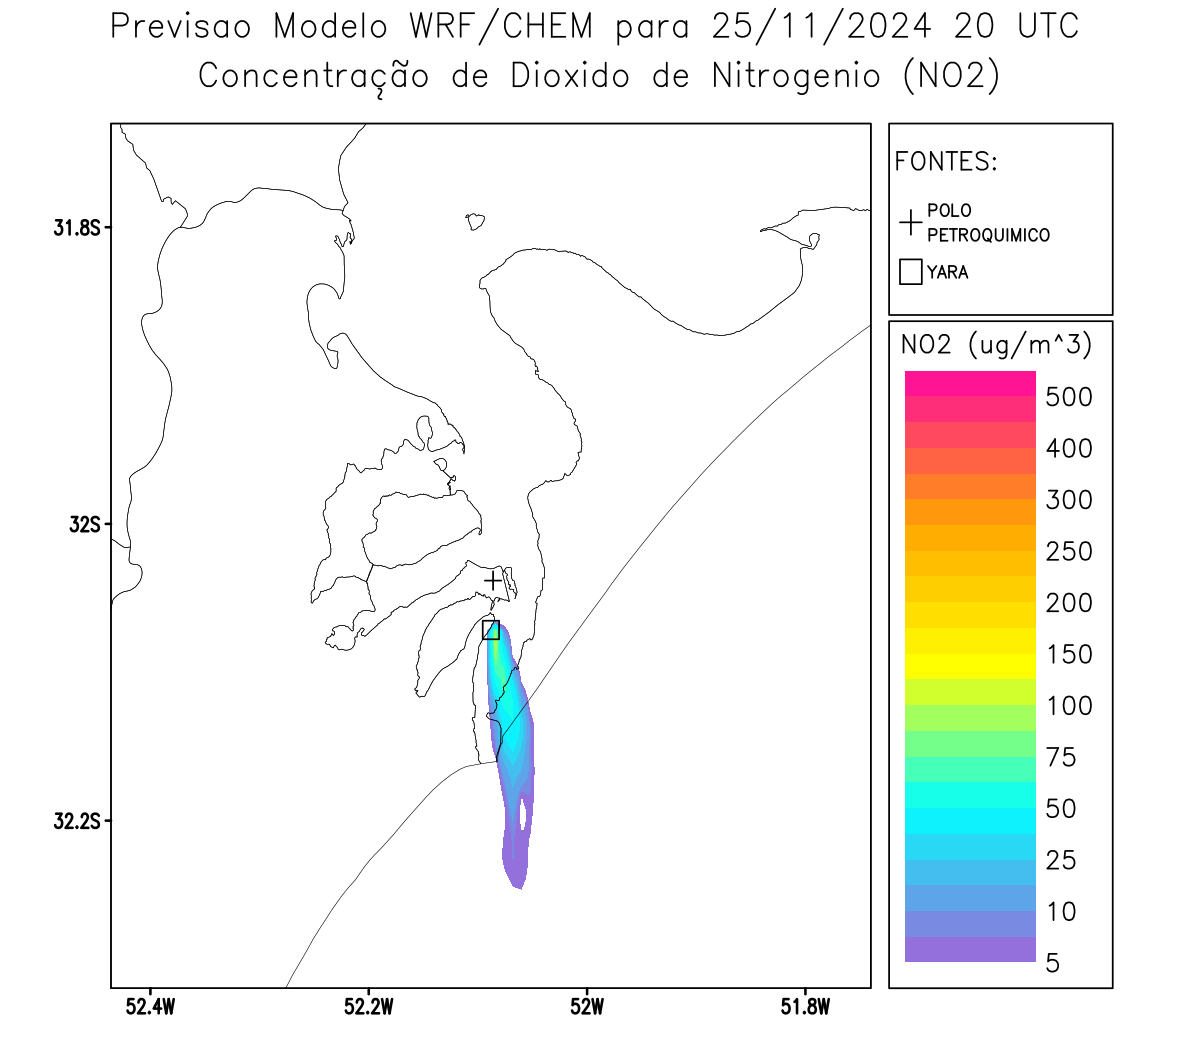 Previsao Modelo WRF/CHEM para 25/11/2024 20 UTC
Concentração de Dioxido de Nitrogenio (NO2)
FONTES:
POLO
PETROQUIMICO
YARA
NO2 (ug/m^3)
500
400
300
250
200
150
100
75
50
25
10
5
31.8S
32S
32.2S
52.4W
52.2W
52W
51.8W